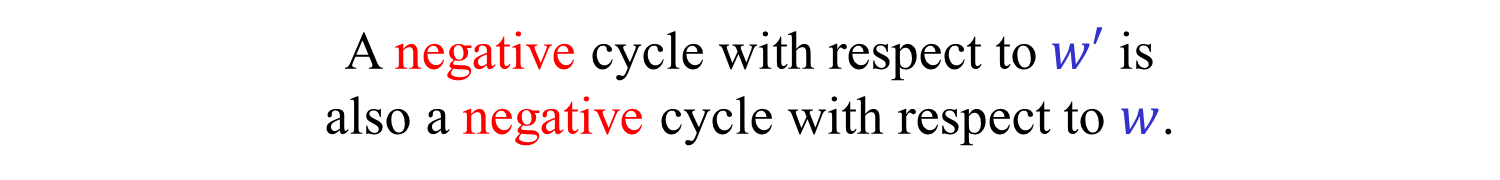 A negative cycle with respect to w′ is
also a negative cycle with respect to w.